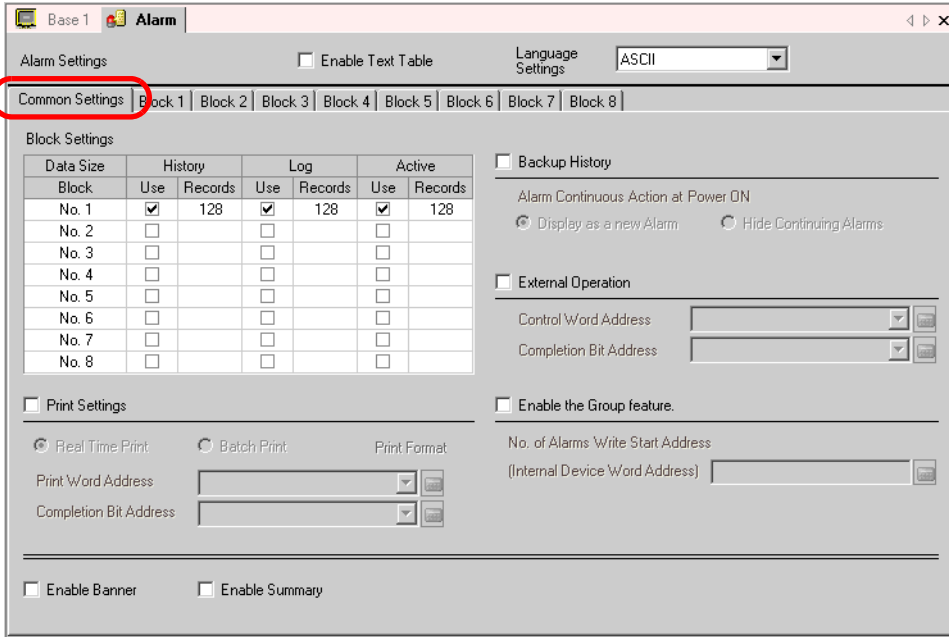 Base 1 Alarm
Alarm Settings Enable Text Table Language Settings ASCII
Common Settings Block 1 Block 2 Block 3 Block 4 Block 5 Block 6 Block 7 Block 8
Block Settings
Data Size History Log Active
Block Use Records Use Records Use Records
No. 1 128 128 128
No. 2
No. 3
No. 4
No. 5
No. 6
No. 7
No. 8
Backup History
Alarm Continuous Action at Power ON
Display as a new Alarm Hide Continuing Alarms
External Operation
Control Word Address
Completion Bit Address
Print Settings
Real Time Print Batch Print Print Format
Print Word Address
Completion Bit Address
Enable the Group feature.
No. of Alarms Write Start Address
(Internal Device Word Address)
Enable Banner Enable Summary